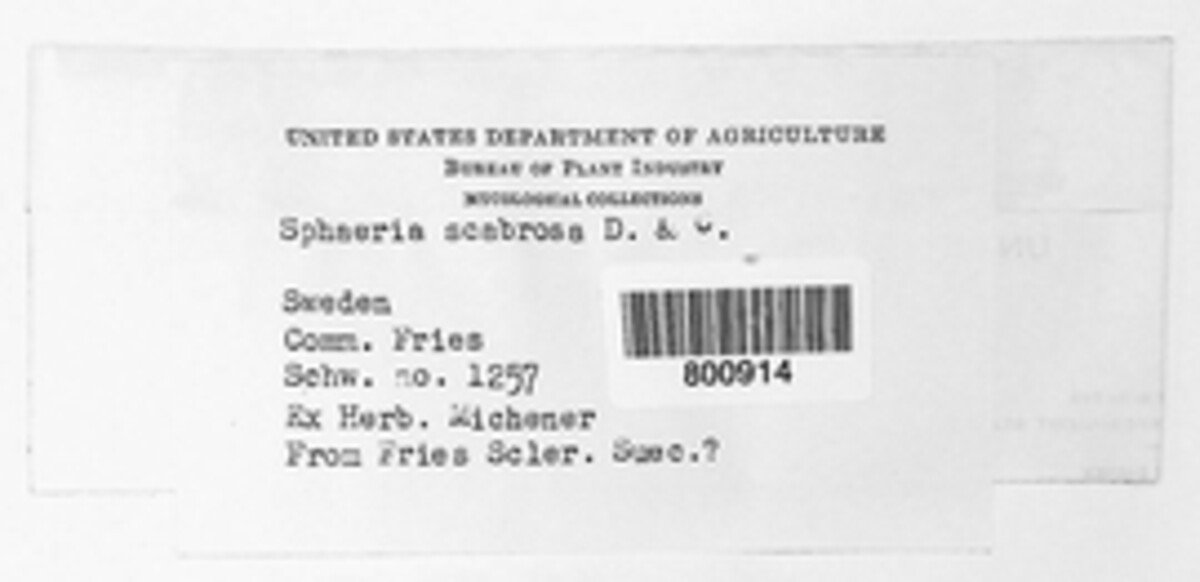 UNITED STATES DEPARTMENT OF AGRICULTURE
BUREAU OF PLANT INDUSTRY
MYCOLOGICAL COLLECTIONS
Sphaeria scabrosa D. &
Sweden
Comm. Fries
Schw. no. 1257
Ex Herb. Michener
From Fries Scler. Suec.?
800914